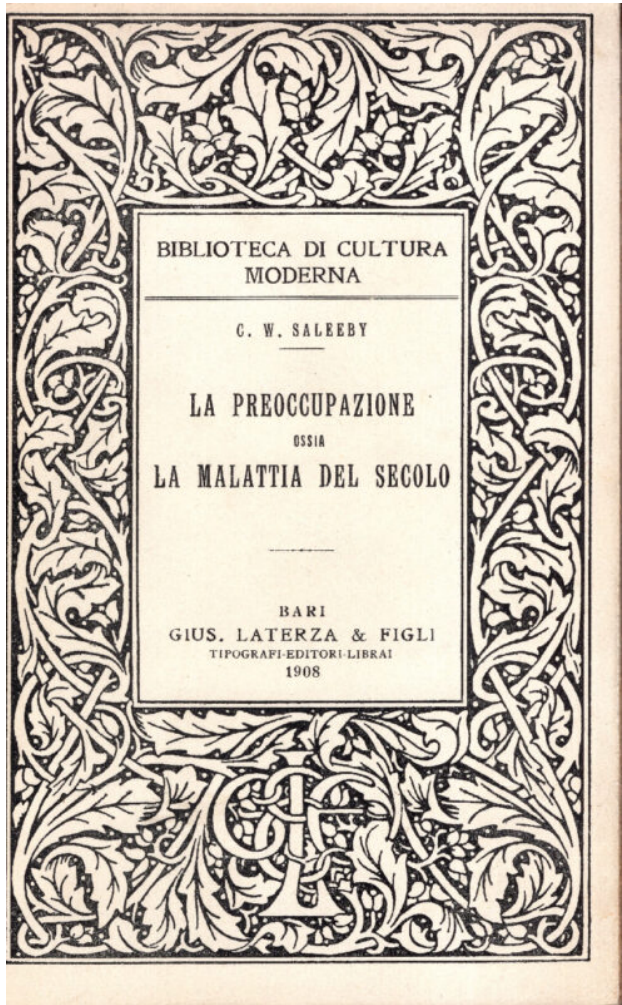 BIBLIOTECA DI CULTURA
MODERNA
C. W. SALEEBY
LA PREOCCUPAZIONE
OSSIA
LA MALATTIA DEL SECOLO
BARI
GIUS. LATERZA & FIGLI
TIPOGRAFI-EDITORI-LIBRAI
1908